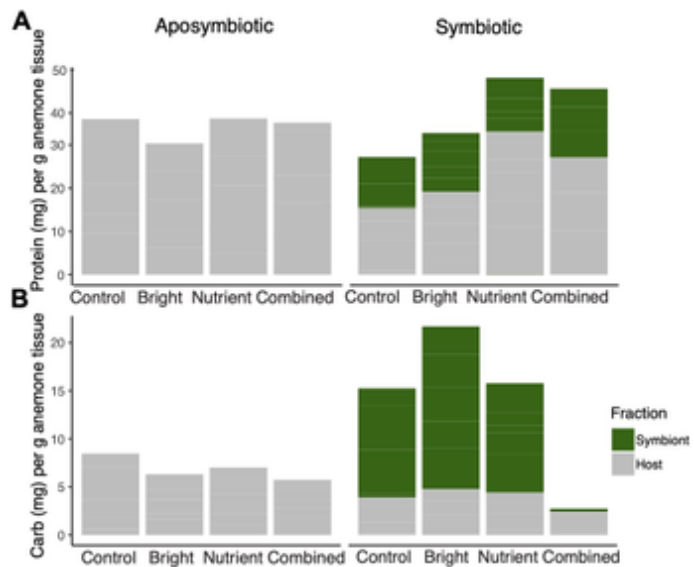 A
Aposymbiotic Symbiotic
Protein (mg) per g anemone tissue
50
40
30
20
10
0
Control Bright Nutrient Combined Control Bright Nutrient Combined
B
Carb (mg) per g anemone tissue
20
15
10
5
0
Fraction
Symbiont
Host
Control Bright Nutrient Combined Control Bright Nutrient Combined